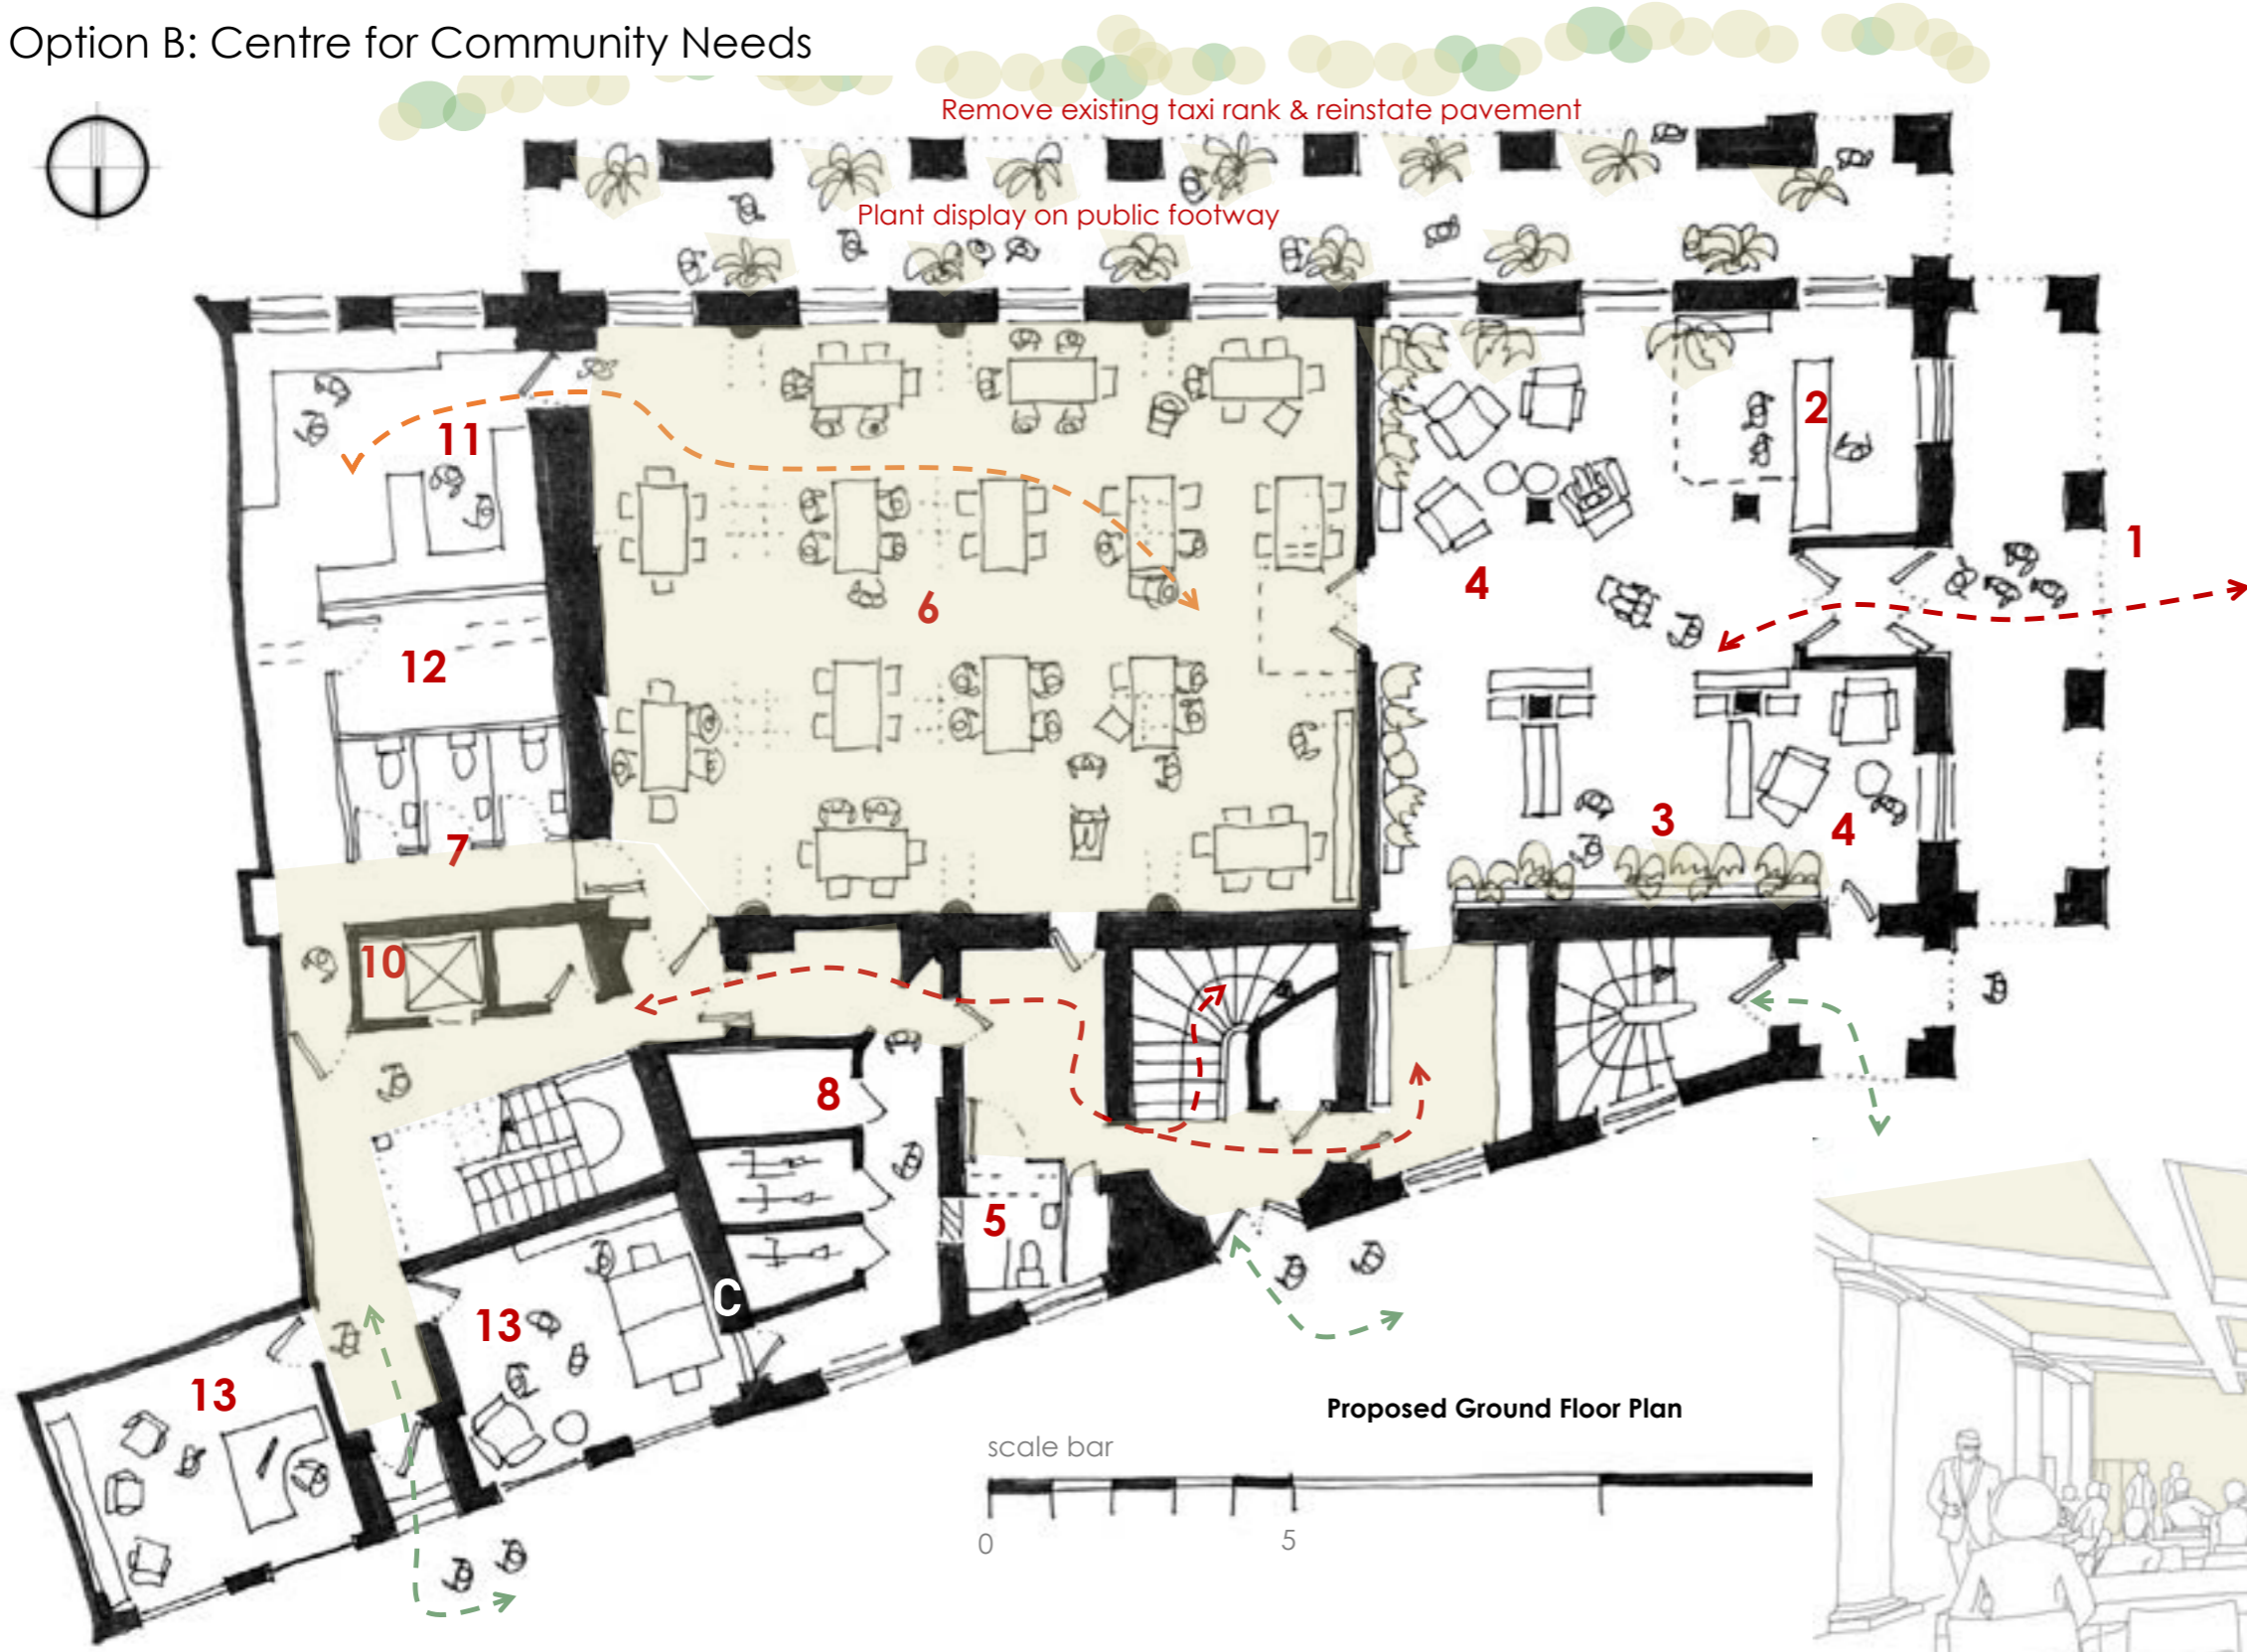 Option B: Centre for Community Needs
Remove existing taxi rank & reinstate pavement
Plant display on public footway
11
2
1
4
6
12
3
4
7
10
8
5
C
13
13
Proposed Ground Floor Plan
scale bar
0
5